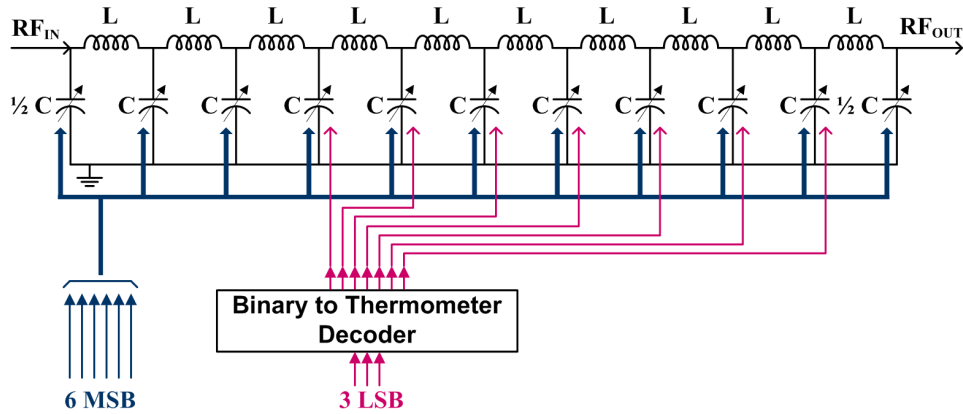 L L L L L L L L L L
RF_IN RF_OUT
½ C C C C C C C C C C ½ C
Binary to Thermometer
Decoder
6 MSB 3 LSB